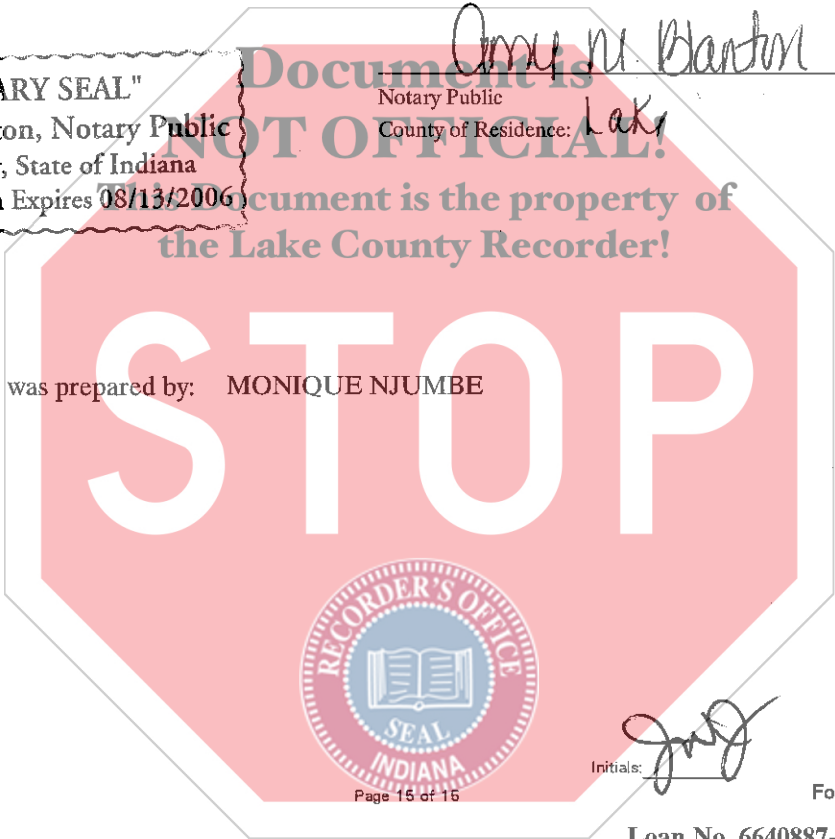 Amy M. Blanton
Document is
ARY SEAL"
Notary Public
ton, Notary Public
County of Residence: Lake
NOT OFFICIAL!
, State of Indiana
Expires 08/13/2006
This Document is the property of
the Lake County Recorder!
was prepared by: MONIQUE NJUMBE
STOP
RECORDER'S OFFICE
SEAL
INDIANA
Initials:
Page 15 of 15
Fo
Loan No. 6640887-